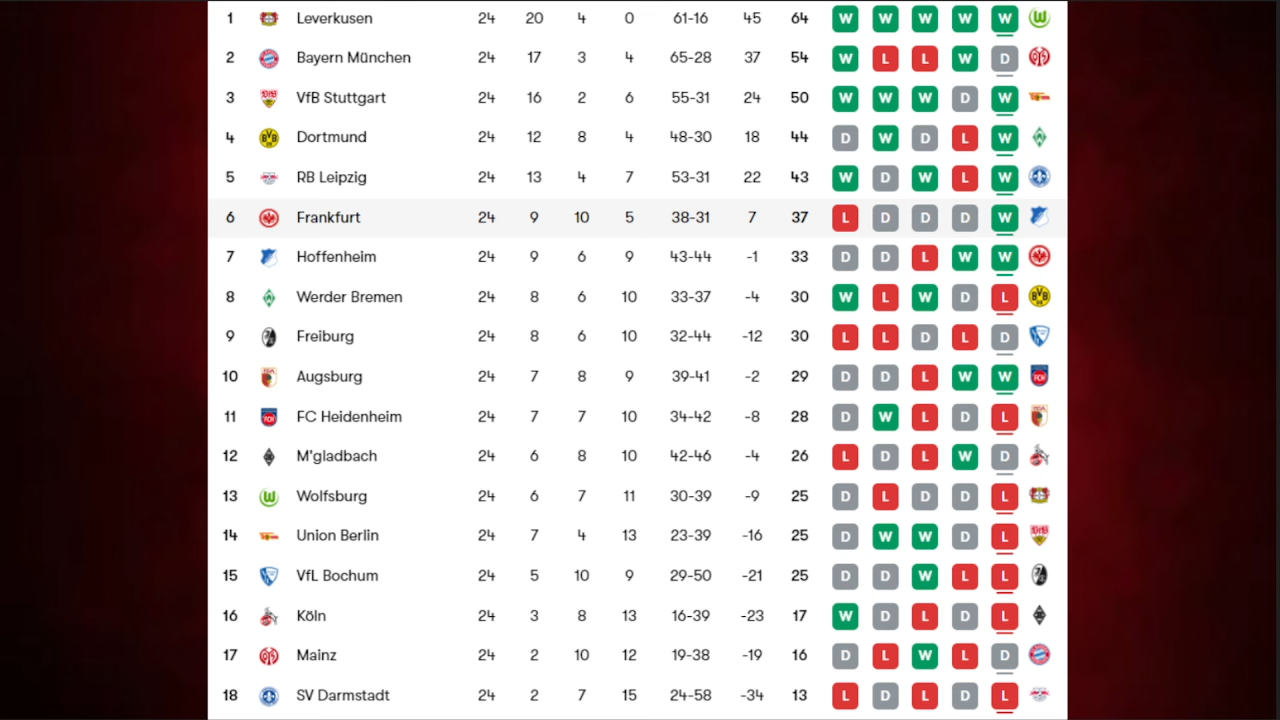 1 Leverkusen 24 20 4 0 61-16 45 64 W W W W W
2 Bayern München 24 17 3 4 65-28 37 54 W L L W D
3 VfB Stuttgart 24 16 2 6 55-31 24 50 W W W D W
4 Dortmund 24 12 8 4 48-30 18 44 D W D L W
5 RB Leipzig 24 13 4 7 53-31 22 43 W D W L W
6 Frankfurt 24 9 10 5 38-31 7 37 L D D D W
7 Hoffenheim 24 9 6 9 43-44 -1 33 D D L W W
8 Werder Bremen 24 8 6 10 33-37 -4 30 W L W D L
9 Freiburg 24 8 6 10 32-44 -12 30 L L D L D
10 Augsburg 24 7 8 9 39-41 -2 29 D D L W W
11 FC Heidenheim 24 7 7 10 34-42 -8 28 D W L D L
12 M'gladbach 24 6 8 10 42-46 -4 26 L D L W D
13 Wolfsburg 24 6 7 11 30-39 -9 25 D L D D L
14 Union Berlin 24 7 4 13 23-39 -16 25 D W W D L
15 VfL Bochum 24 5 10 9 29-50 -21 25 D D W L L
16 Köln 24 3 8 13 16-39 -23 17 W D L D L
17 Mainz 24 2 10 12 19-38 -19 16 D L W L D
18 SV Darmstadt 24 2 7 15 24-58 -34 13 L D L D L